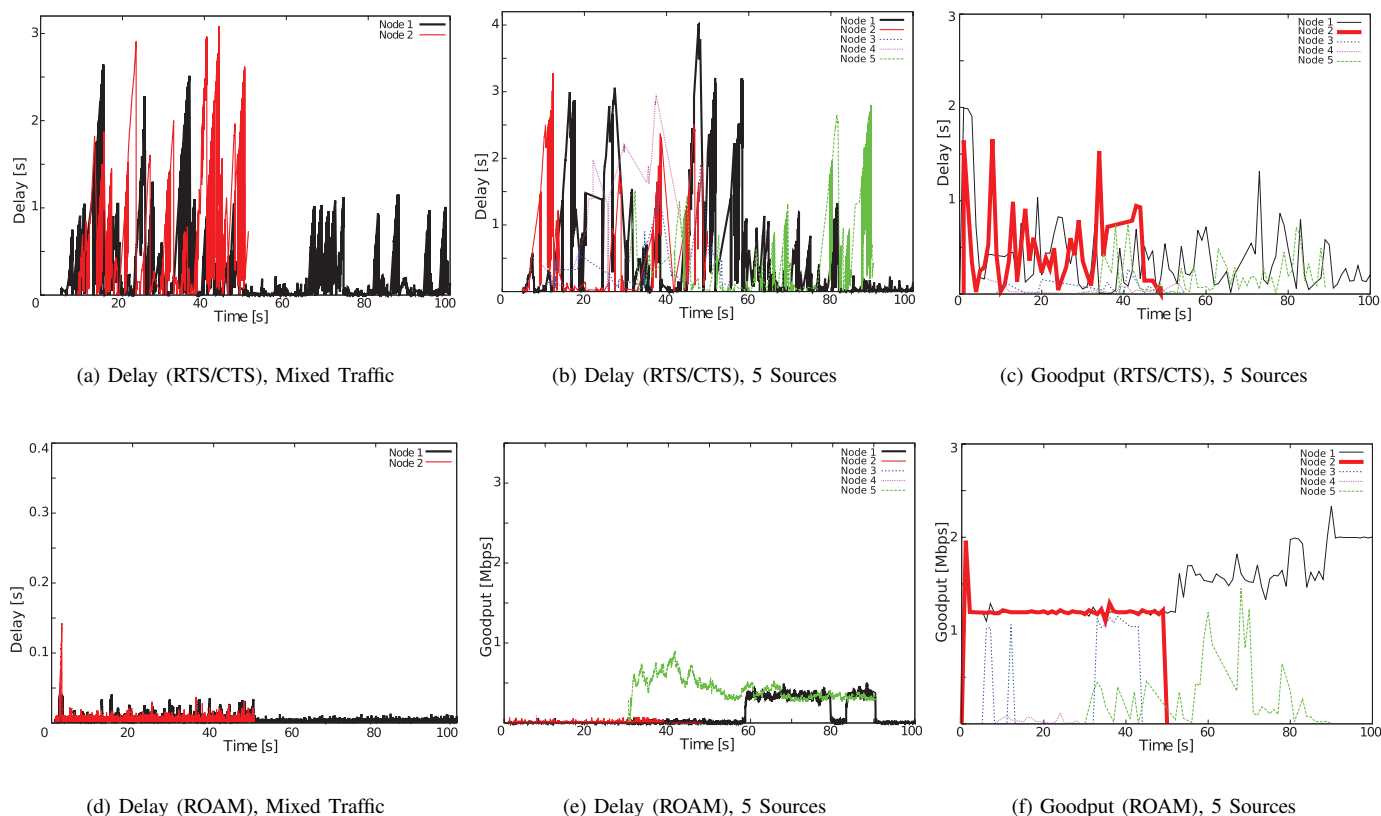 3
2
1
0
Delay [s]
0 20 40 60 80 100
Time [s]
Node 1
Node 2
(a) Delay (RTS/CTS), Mixed Traffic
4
3
2
1
0
Delay [s]
0 20 40 60 80 100
Time [s]
Node 1
Node 2
Node 3
Node 4
Node 5
(b) Delay (RTS/CTS), 5 Sources
3
2
1
0
Delay [s]
0 20 40 60 80 100
Time [s]
Node 1
Node 2
Node 3
Node 4
Node 5
(c) Goodput (RTS/CTS), 5 Sources
0.4
0.3
0.2
0.1
Delay [s]
0 20 40 60 80 100
Time [s]
Node 1
Node 2
(d) Delay (ROAM), Mixed Traffic
3
2
1
0
Goodput [Mbps]
0 20 40 60 80 100
Time [s]
Node 1
Node 2
Node 3
Node 4
Node 5
(e) Delay (ROAM), 5 Sources
3
2
1
Goodput [Mbps]
0 20 40 60 80 100
Time [s]
Node 1
Node 2
Node 3
Node 4
Node 5
(f) Goodput (ROAM), 5 Sources